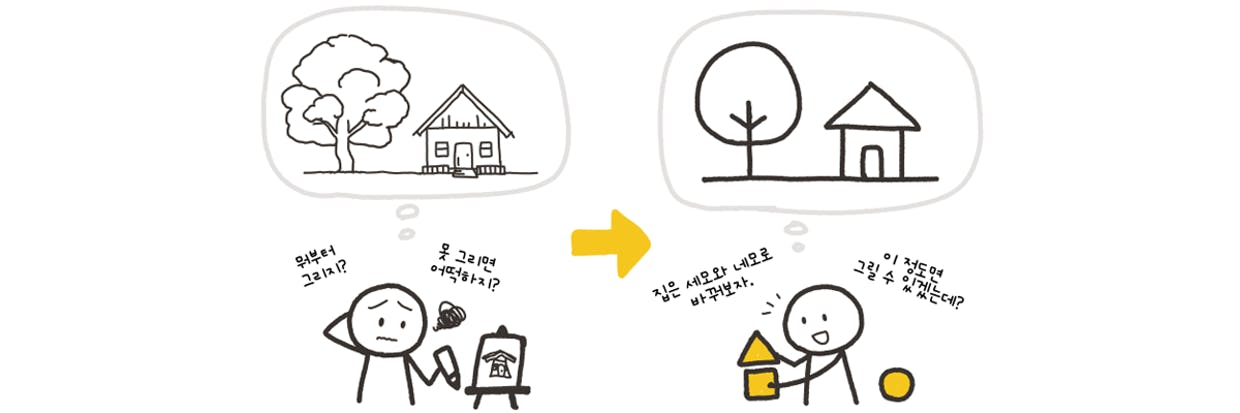 뭐부터
그리지?
못 그리면
어떡하지?
집은 세모와 네모로
바꿔보자.
이 정도면
그릴 수 있겠는데?